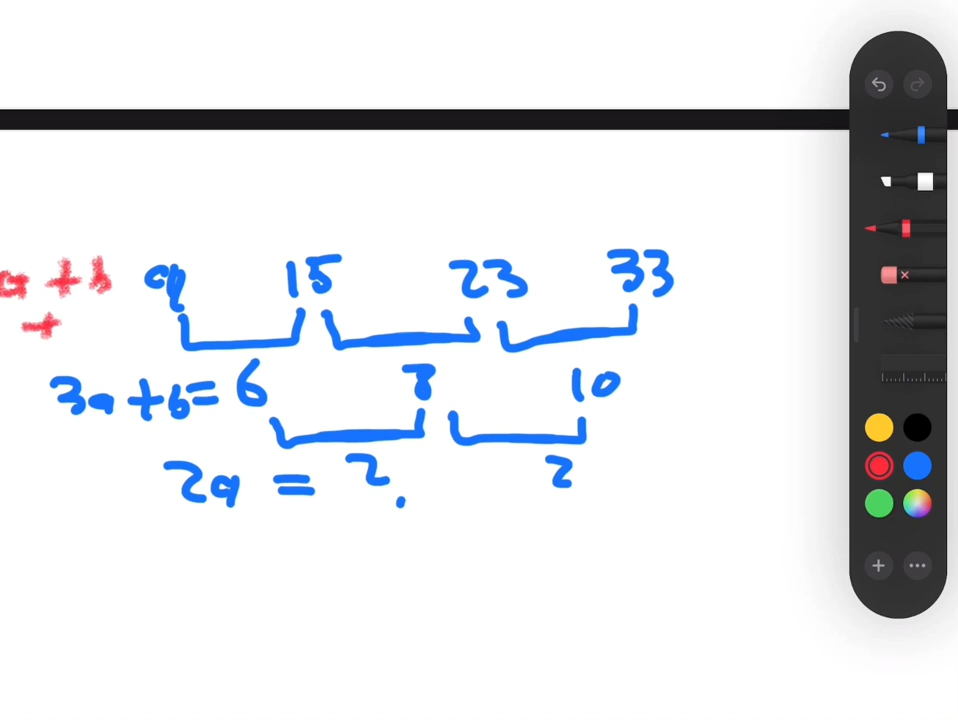 a + b 9 15 23 33
+
3a + b = 6 8 10
2a = 2 . 2